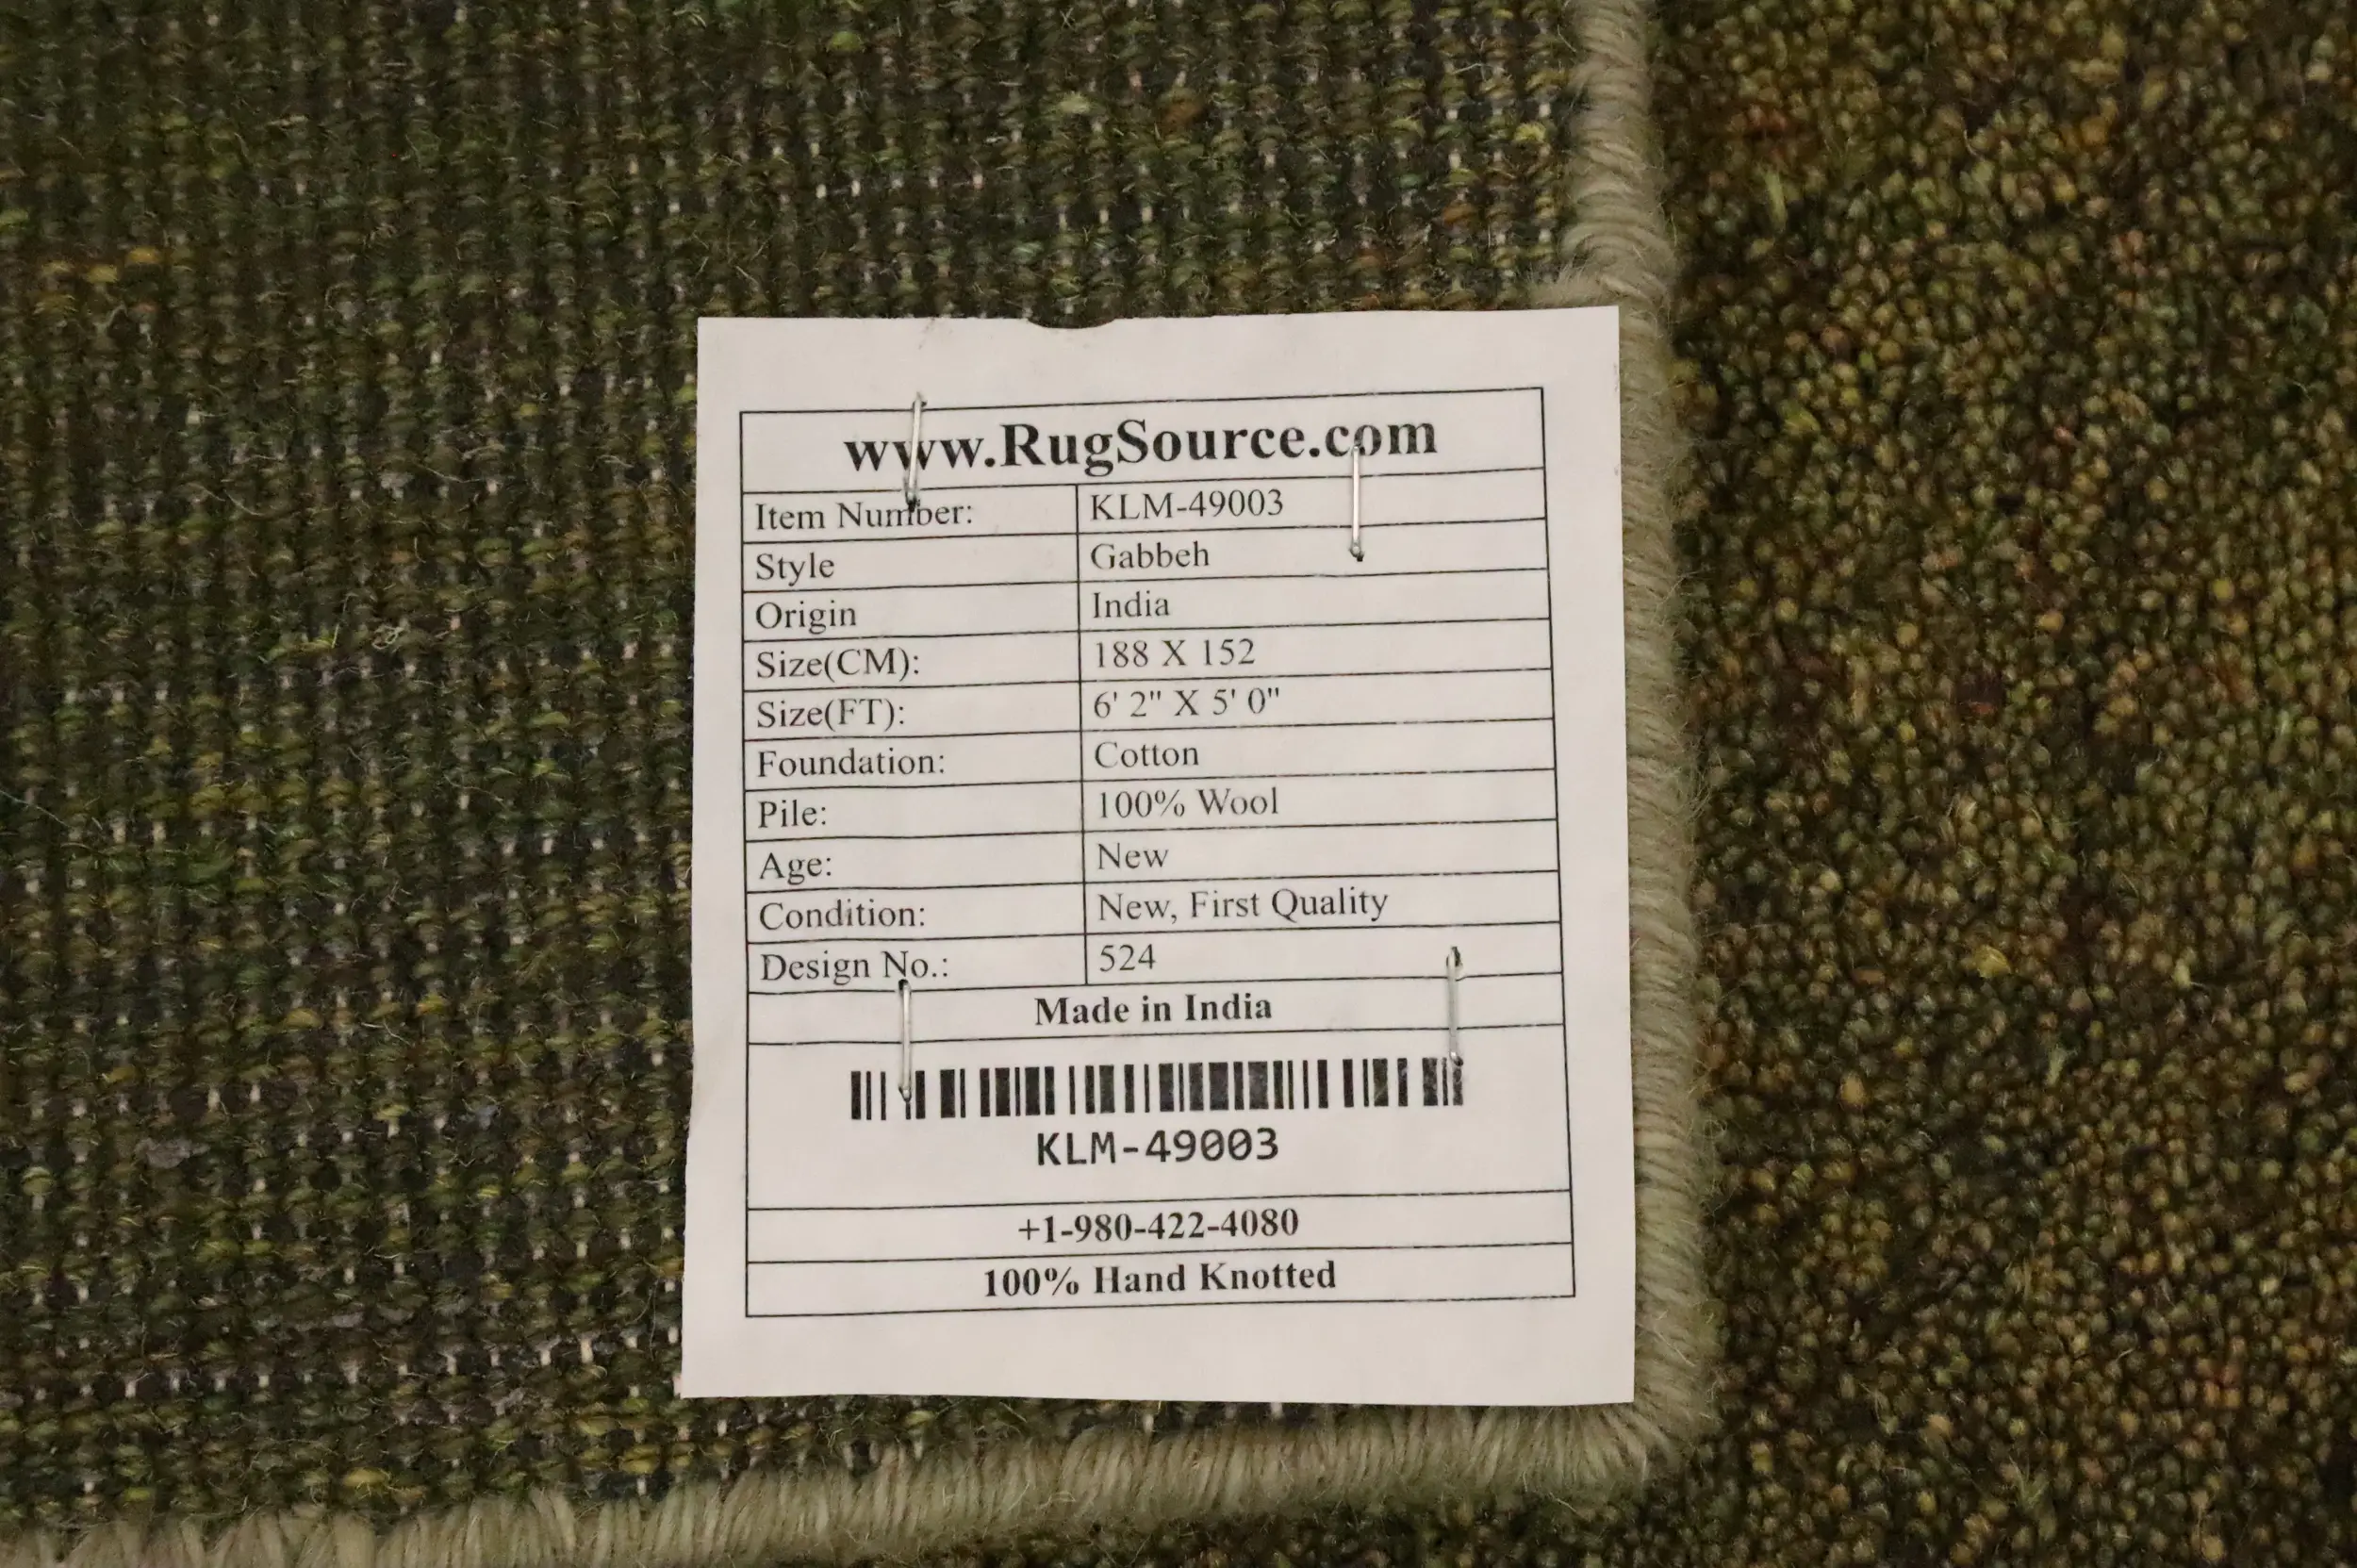 www.RugSource.com
Item Number: KLM-49003
Style Gabbeh
Origin India
Size(CM): 188 X 152
Size(FT): 6' 2" X 5' 0"
Foundation: Cotton
Pile: 100% Wool
Age: New
Condition: New, First Quality
Design No.: 524
Made in India
KLM-49003
+1-980-422-4080
100% Hand Knotted